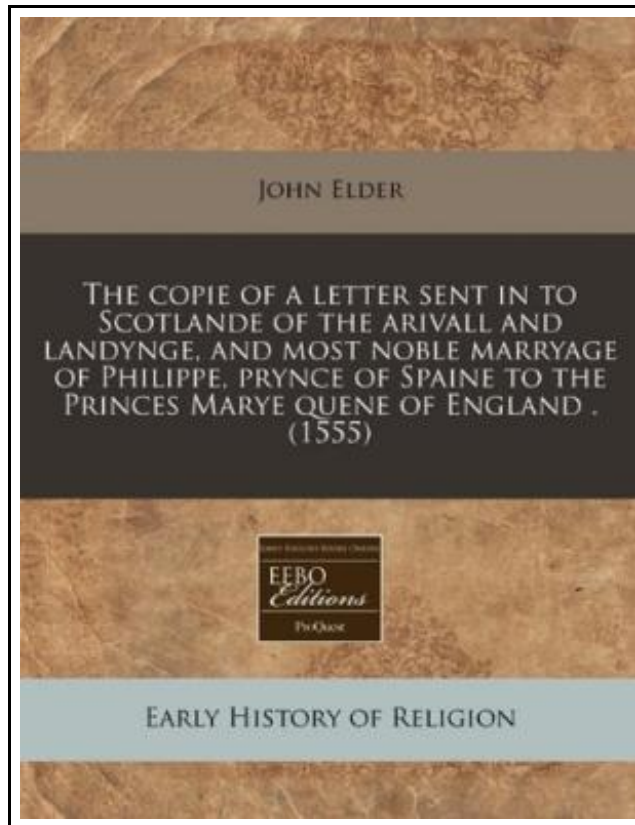 JOHN ELDER
THE COPIE OF A LETTER SENT IN TO
SCOTLANDE OF THE ARIVALL AND
LANDYNGE, AND MOST NOBLE MARRYAGE
OF PHILIPPE, PRYNCE OF SPAINE TO THE
PRINCES MARYE QUENE OF ENGLAND .
(1555)
EEBO
Editions
ProQuest
EARLY HISTORY OF RELIGION